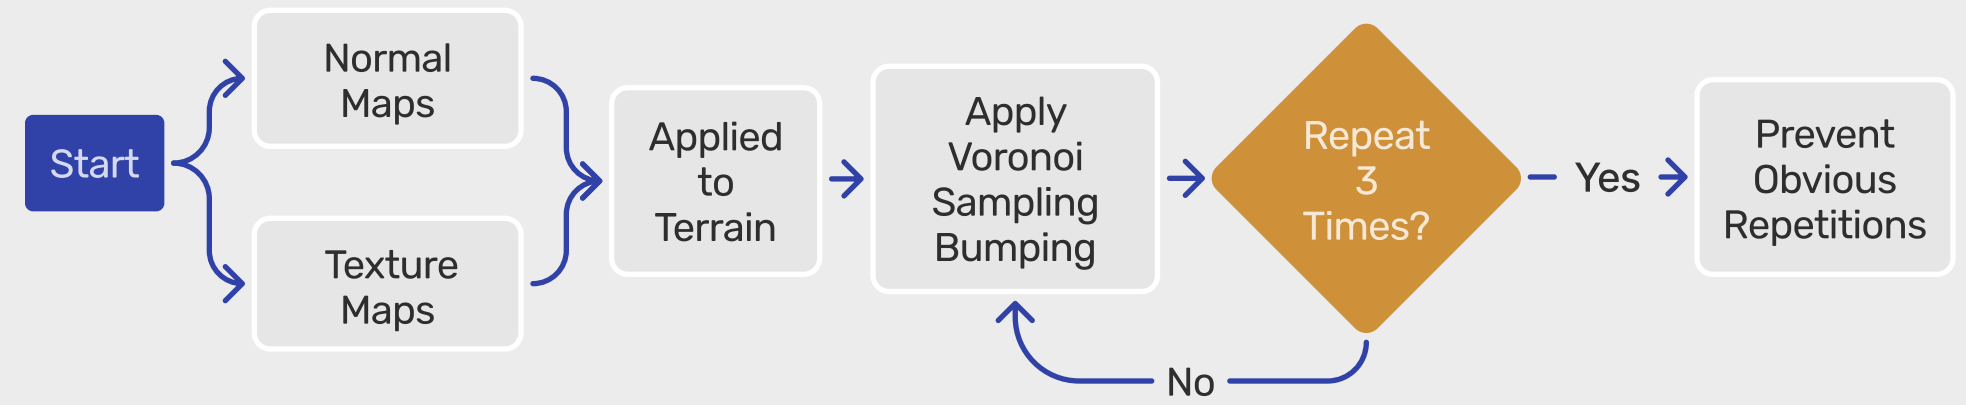 Start
Normal
Maps
Texture
Maps
Applied
to
Terrain
Apply
Voronoi
Sampling
Bumping
Repeat
3
Times?
Yes
No
Prevent
Obvious
Repetitions